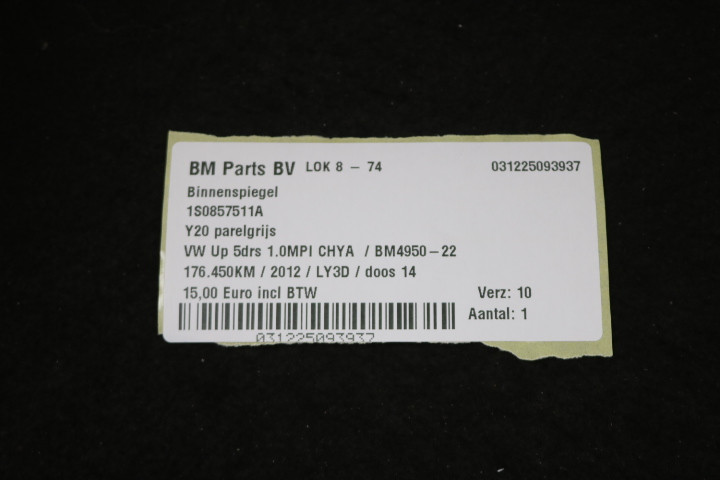 BM Parts BV LOK 8 - 74 031225093937
Binnenspiegel
1S0857511A
Y20 parelgrijs
VW Up 5drs 1.0MPI CHYA / BM4950-22
176.450KM / 2012 / LY3D / doos 14
15,00 Euro incl BTW Verz: 10
Aantal: 1
031225093937